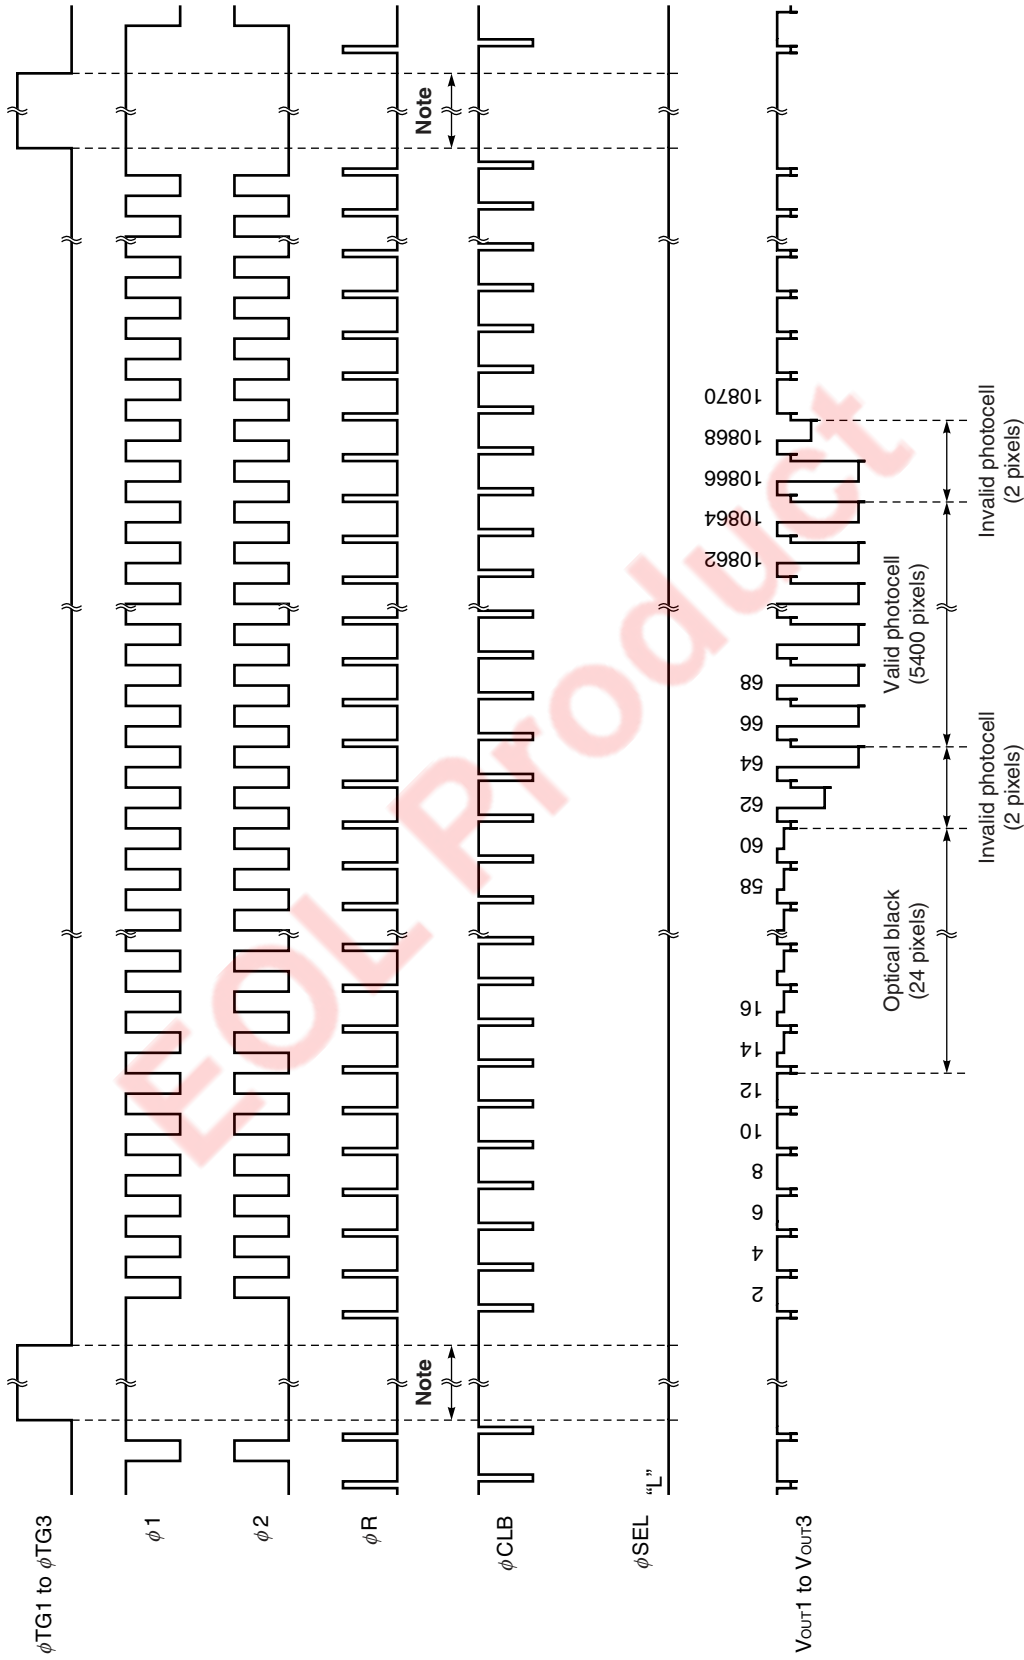 φTG1 to φTG3
φ1
φ2
φR
Note
Note
φCLB
φSEL
“L”
VOUT1 to VOUT3
2
4
6
8
10
12
14
16
58
60
62
64
66
68
10862
10864
10866
10868
10870
Optical black
(24 pixels)
Invalid photocell
(2 pixels)
Valid photocell
(5400 pixels)
Invalid photocell
(2 pixels)
EOL Product